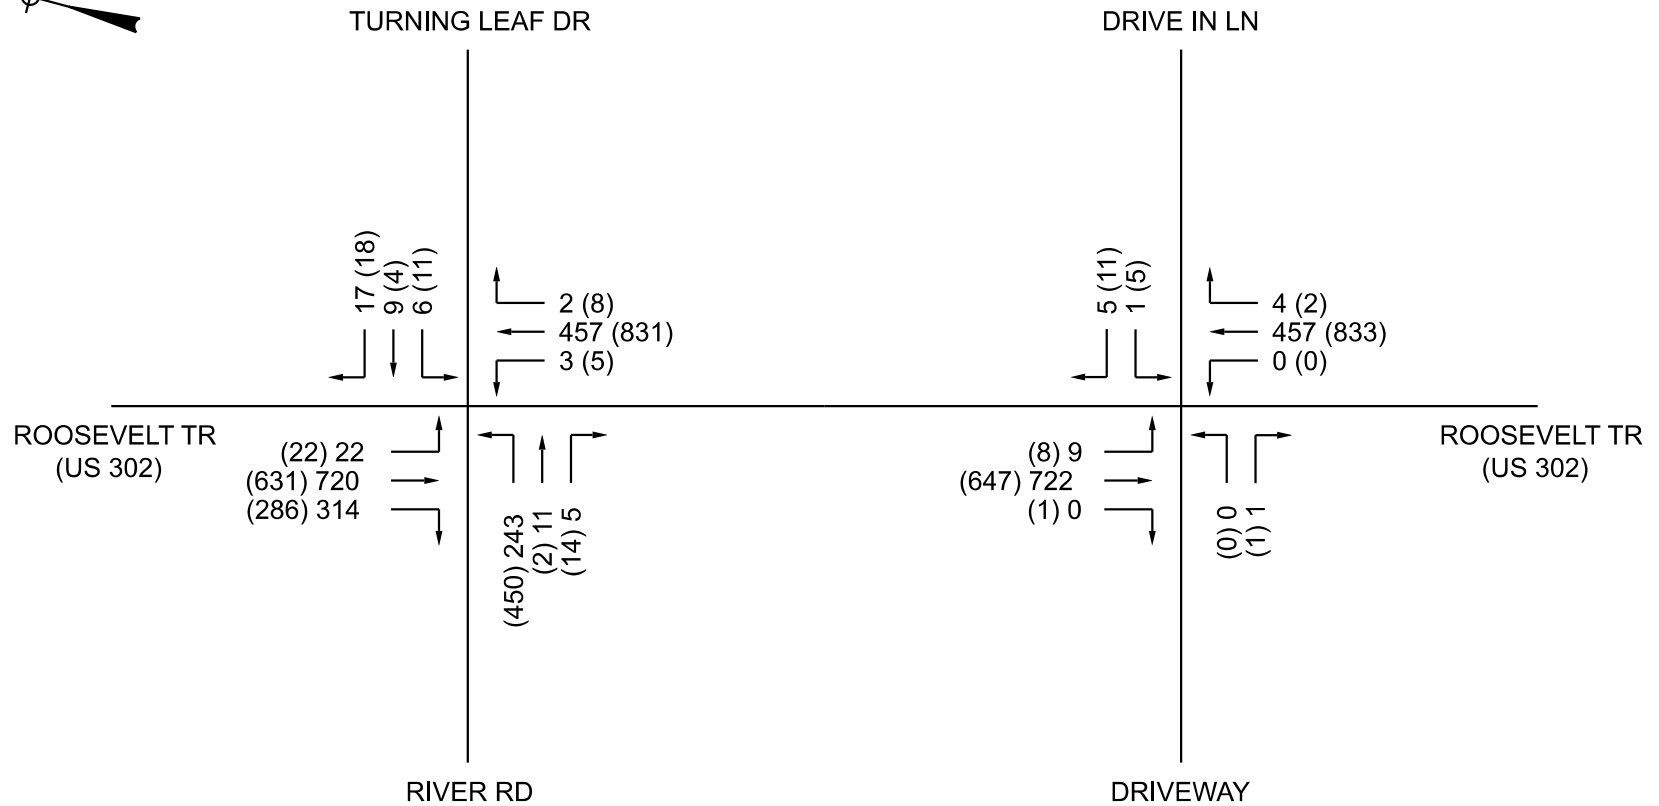 TURNING LEAF DR
DRIVE IN LN
17 (18)
9 (4)
6 (11)
2 (8)
457 (831)
3 (5)
5 (11)
1 (5)
4 (2)
457 (833)
0 (0)
ROOSEVELT TR
(US 302)
(22) 22
(631) 720
(286) 314
(450) 243
(2) 11
(14) 5
(8) 9
(647) 722
(1) 0
(0) 0
(1) 1
ROOSEVELT TR
(US 302)
RIVER RD
DRIVEWAY